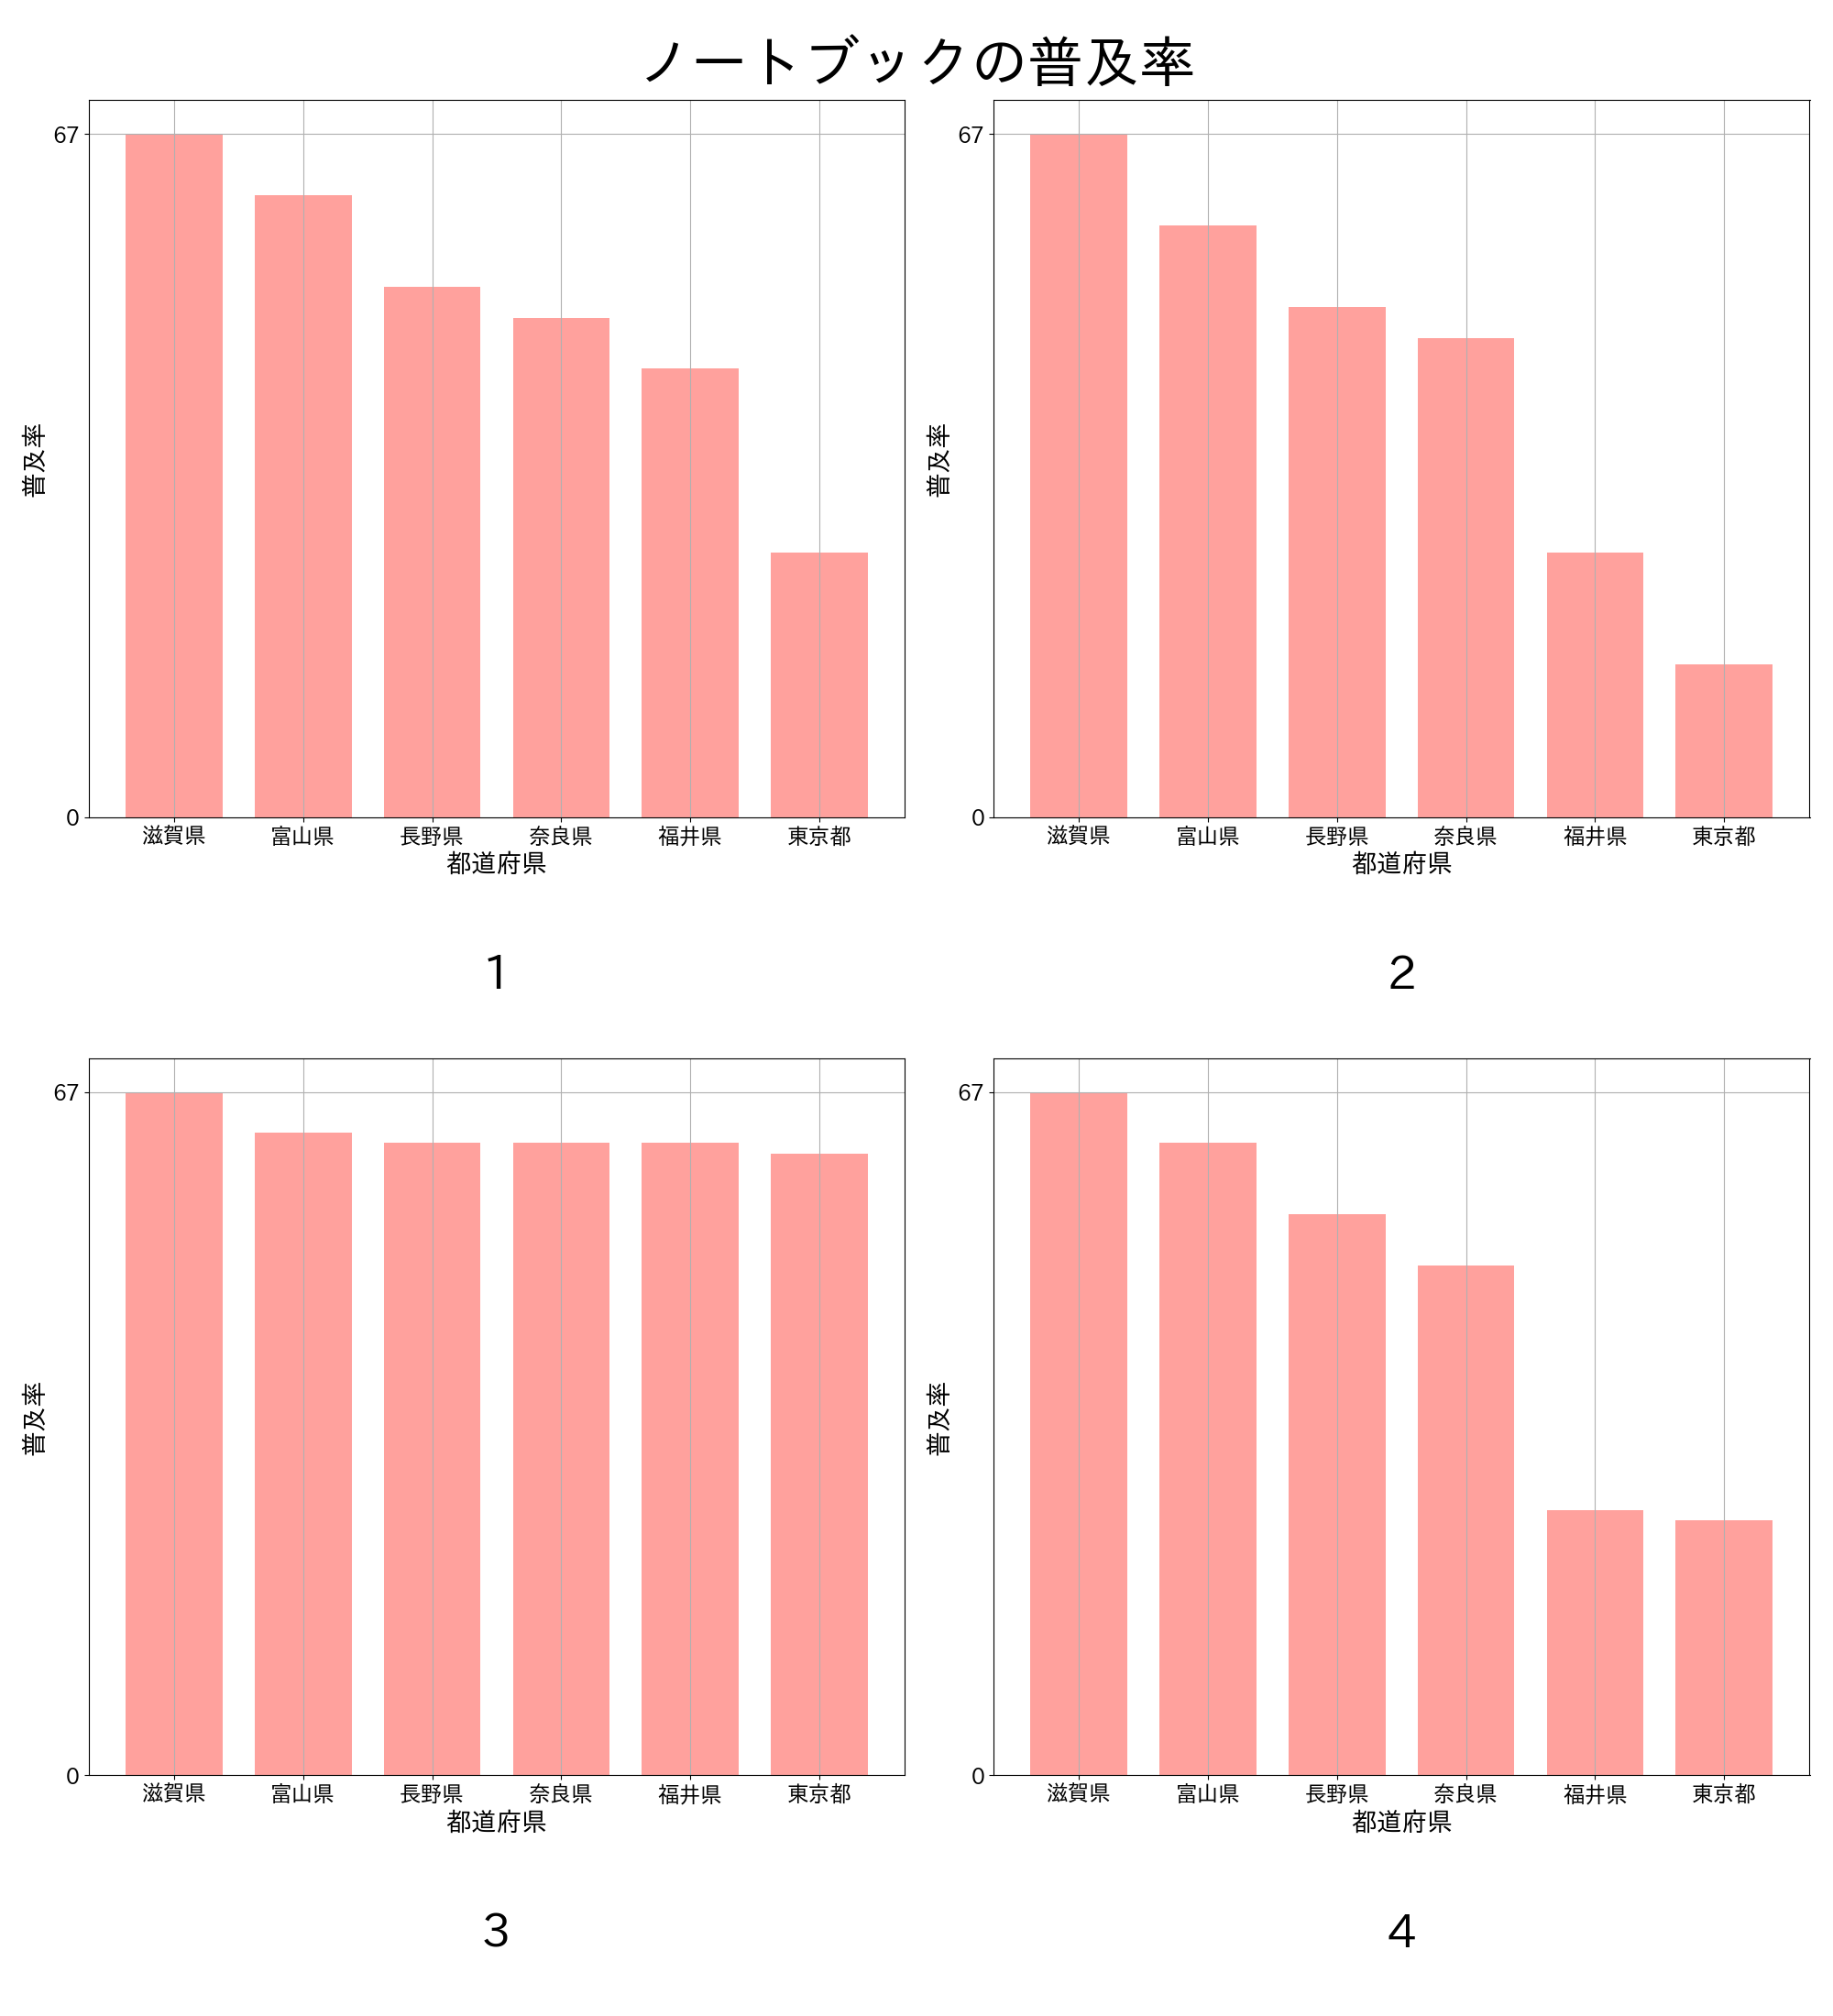 ノートブックの普及率
67
0
普及率
滋賀県 富山県 長野県 奈良県 福井県 東京都
都道府県
1
67
0
普及率
滋賀県 富山県 長野県 奈良県 福井県 東京都
都道府県
2
67
0
普及率
滋賀県 富山県 長野県 奈良県 福井県 東京都
都道府県
3
67
0
普及率
滋賀県 富山県 長野県 奈良県 福井県 東京都
都道府県
4